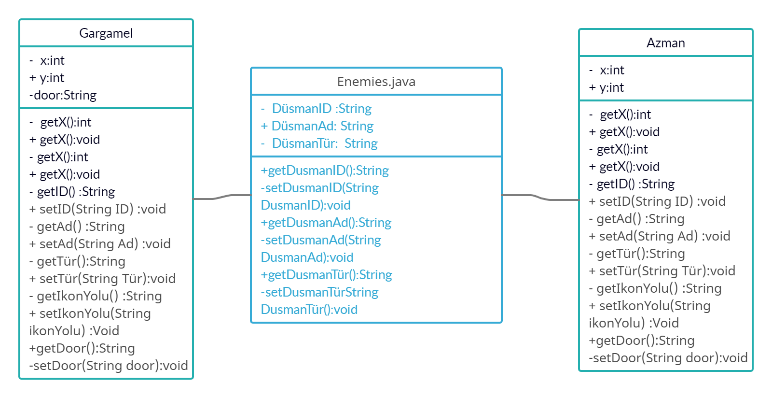 Gargamel
- x:int
+ y:int
-door:String
- getX():int
+ getX():void
- getX():int
+ getX():void
- getID() :String
+ setID(String ID) :void
- getAd() :String
+ setAd(String Ad) :void
- getTür():String
+ setTür(String Tür):void
- getIkonYolu() :String
+ setIkonYolu(String
ikonYolu) :Void
+getDoor():String
-setDoor(String door):void
Enemies.java
- DüsmanID :String
+ DüsmanAd: String
- DüsmanTür: String
+getDusmanID():String
-setDusmanID(String
DusmanID):void
+getDusmanAd():String
-setDusmanAd(String
DusmanAd):void
+getDusmanTür():String
-setDusmanTürString
DusmanTür():void
Azman
- x:int
+ y:int
- getX():int
+ getX():void
- getX():int
+ getX():void
- getID() :String
+ setID(String ID) :void
- getAd() :String
+ setAd(String Ad) :void
- getTür():String
+ setTür(String Tür):void
- getIkonYolu() :String
+ setIkonYolu(String
ikonYolu) :Void
+getDoor():String
-setDoor(String door):void